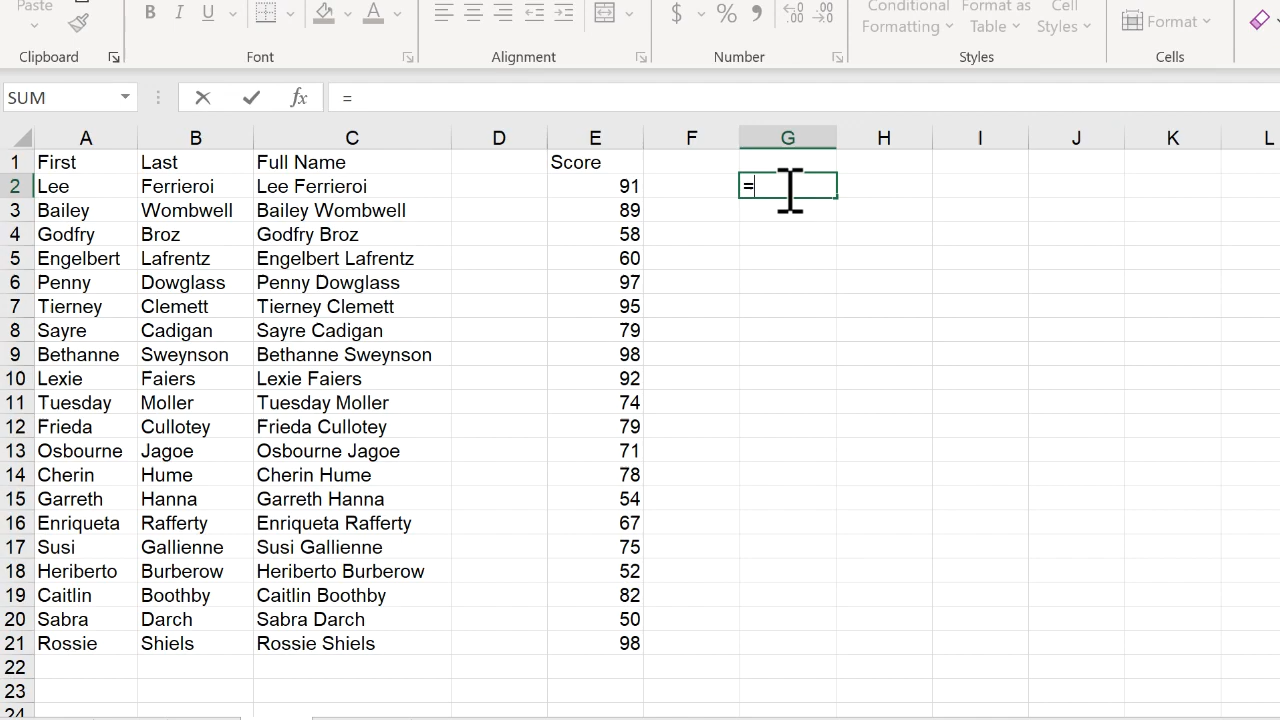 Paste B I U A $ % 9 Conditional Format as Cell
Formatting Table Styles Format
Clipboard Font Alignment Number Styles Cells
SUM fx =
A B C D E F G H I J K L
1 First Last Full Name Score
2 Lee Ferrieroi Lee Ferrieroi 91 =
3 Bailey Wombwell Bailey Wombwell 89
4 Godfry Broz Godfry Broz 58
5 Engelbert Lafrentz Engelbert Lafrentz 60
6 Penny Dowglass Penny Dowglass 97
7 Tierney Clemett Tierney Clemett 95
8 Sayre Cadigan Sayre Cadigan 79
9 Bethanne Sweynson Bethanne Sweynson 98
10 Lexie Faiers Lexie Faiers 92
11 Tuesday Moller Tuesday Moller 74
12 Frieda Cullotey Frieda Cullotey 79
13 Osbourne Jagoe Osbourne Jagoe 71
14 Cherin Hume Cherin Hume 78
15 Garreth Hanna Garreth Hanna 54
16 Enriqueta Rafferty Enriqueta Rafferty 67
17 Susi Gallienne Susi Gallienne 75
18 Heriberto Burberow Heriberto Burberow 52
19 Caitlin Boothby Caitlin Boothby 82
20 Sabra Darch Sabra Darch 50
21 Rossie Shiels Rossie Shiels 98
22
23
24